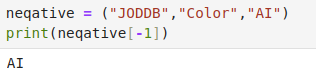 neqative = ("JODDB","Color","AI")
print(neqative[-1])
AI